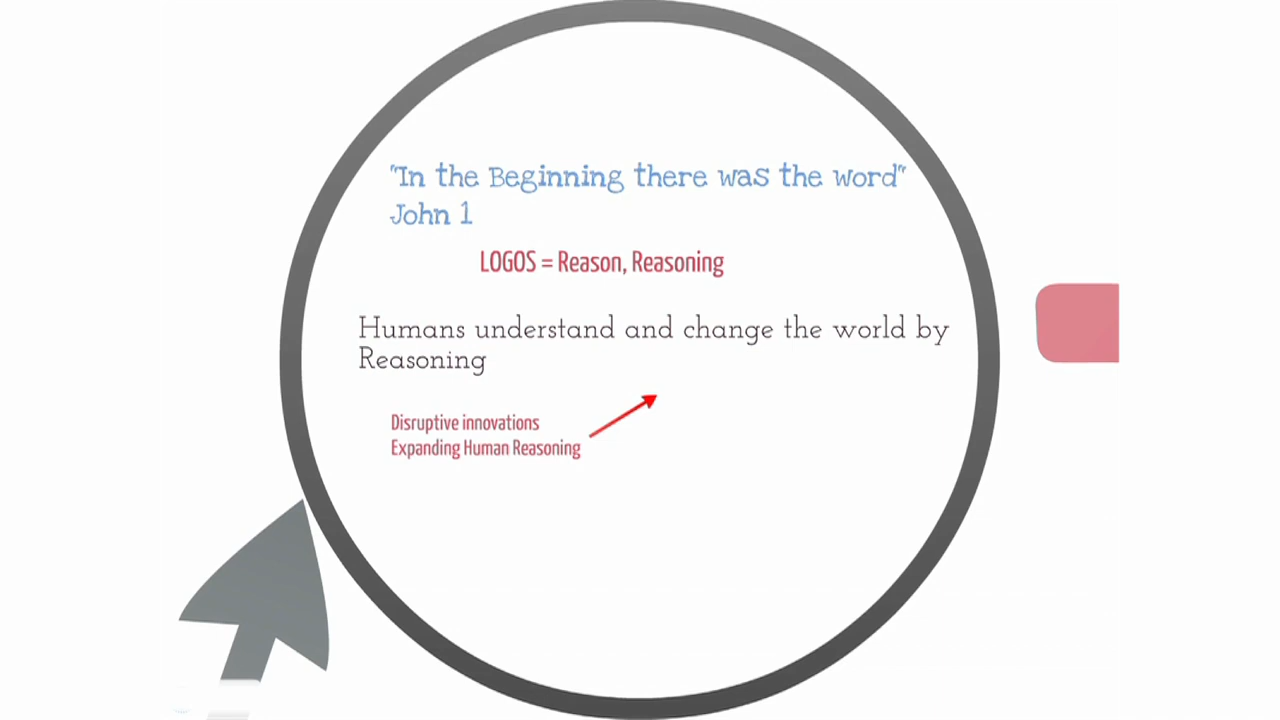 "In the Beginning there was the word"
John 1
LOGOS = Reason, Reasoning
Humans understand and change the world by
Reasoning
Disruptive innovations
Expanding Human Reasoning